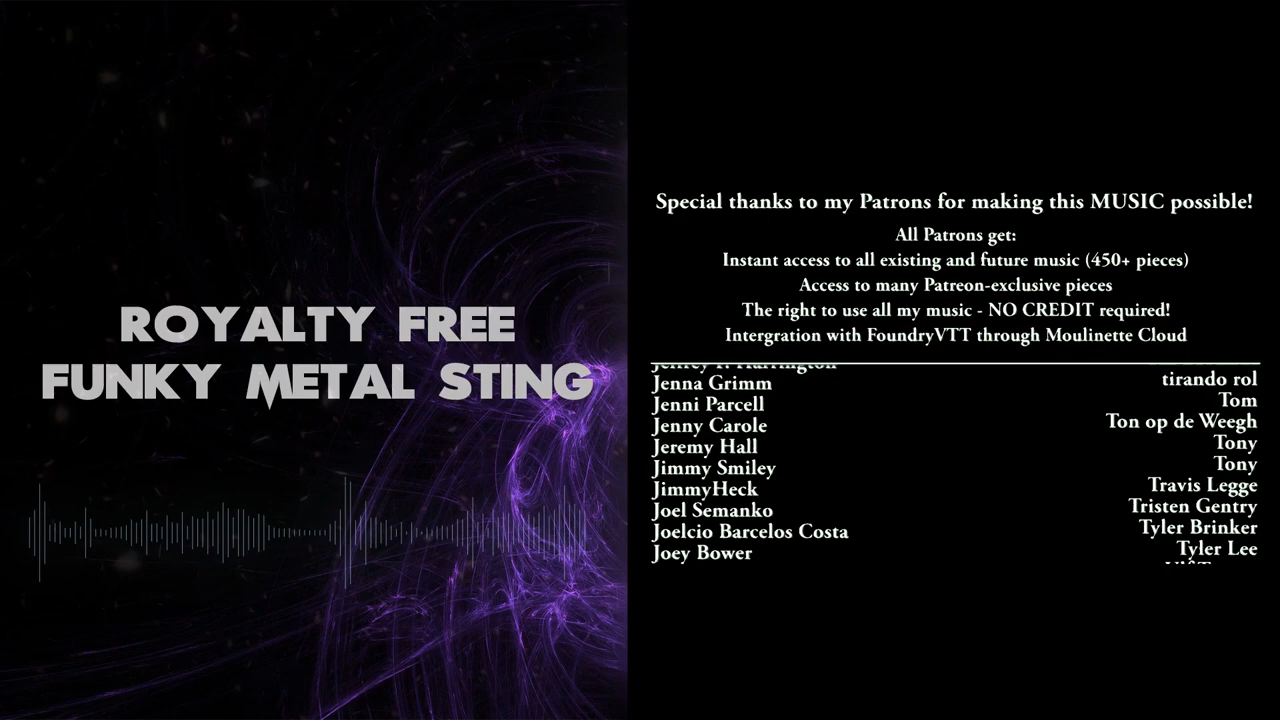 ROYALTY FREE
FUNKY METAL STING
Special thanks to my Patrons for making this MUSIC possible!
All Patrons get:
Instant access to all existing and future music (450+ pieces)
Access to many Patreon-exclusive pieces
The right to use all my music - NO CREDIT required!
Intergration with FoundryVTT through Moulinette Cloud
Jenna Grimm
Jenni Parcell
Jenny Carole
Jeremy Hall
Jimmy Smiley
JimmyHeck
Joel Semanko
Joelcio Barcelos Costa
Joey Bower
tirando rol
Tom
Ton op de Weegh
Tony
Tony
Travis Legge
Tristen Gentry
Tyler Brinker
Tyler Lee